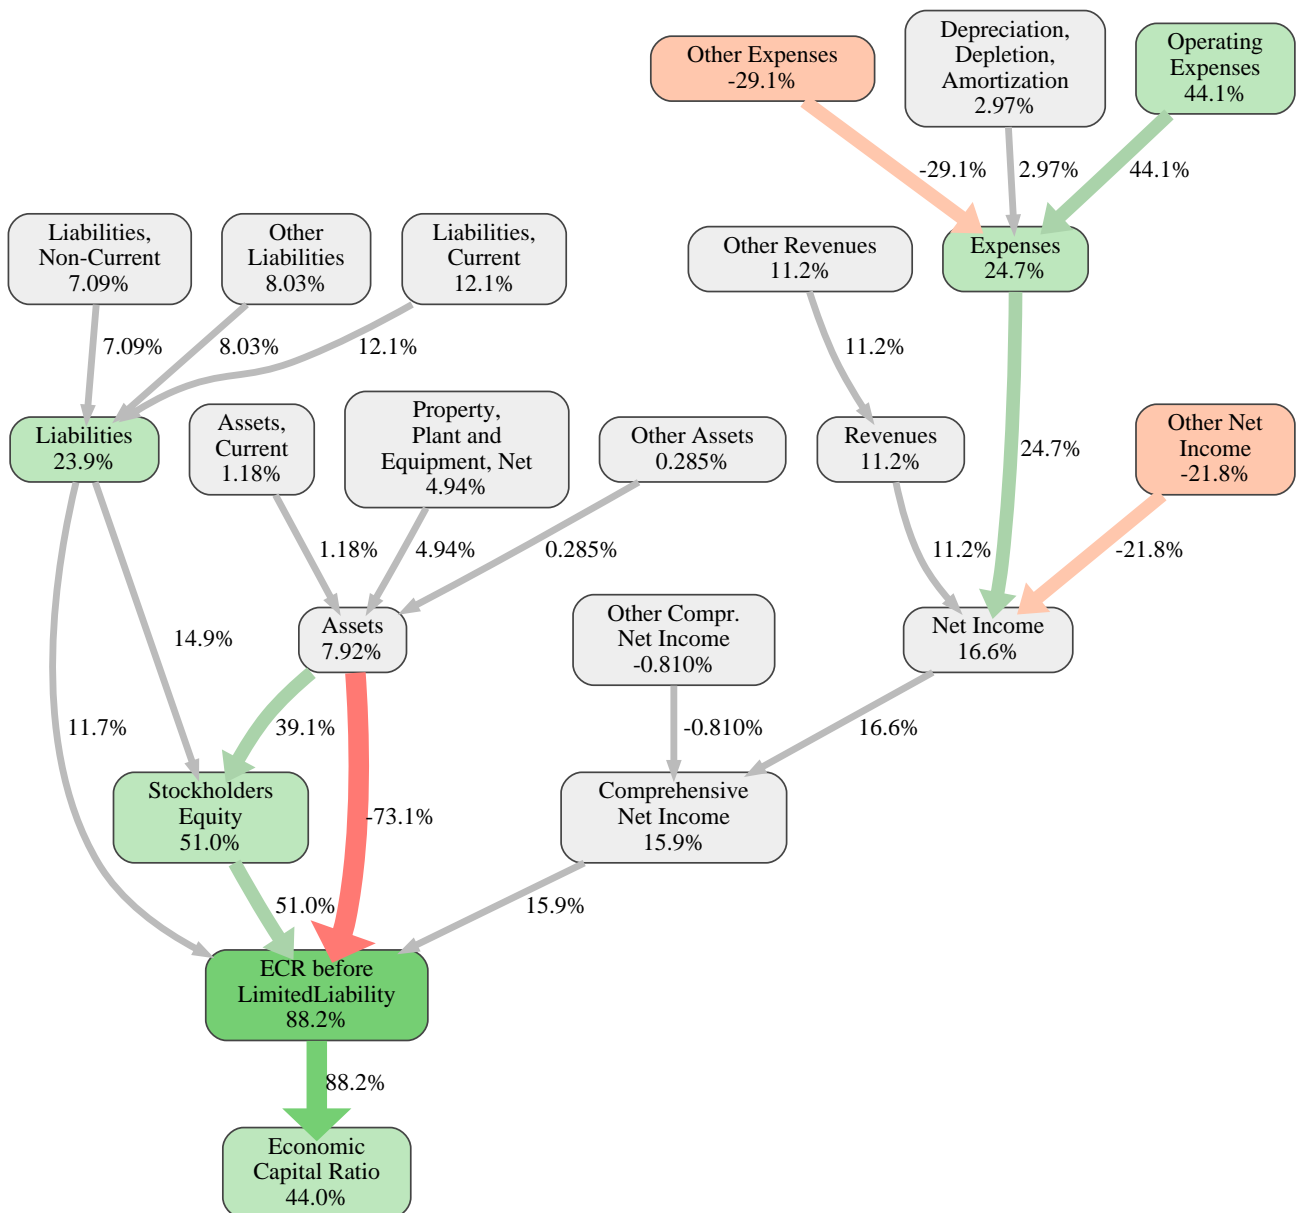 Other Expenses
-29.1%
Depreciation,
Depletion,
Amortization
2.97%
Operating
Expenses
44.1%
-29.1%
2.97%
44.1%
Liabilities,
Non-Current
7.09%
Other
Liabilities
8.03%
Liabilities,
Current
12.1%
Other Revenues
11.2%
Expenses
24.7%
7.09%
8.03%
12.1%
11.2%
Liabilities
23.9%
Assets,
Current
1.18%
Property,
Plant and
Equipment, Net
4.94%
Other Assets
0.285%
Revenues
11.2%
24.7%
Other Net
Income
-21.8%
1.18%
4.94%
0.285%
11.2%
-21.8%
Assets
7.92%
Other Compr.
Net Income
-0.810%
Net Income
16.6%
14.9%
11.7%
39.1%
-0.810%
16.6%
Stockholders
Equity
51.0%
-73.1%
Comprehensive
Net Income
15.9%
51.0%
15.9%
ECR before
LimitedLiability
88.2%
88.2%
Economic
Capital Ratio
44.0%